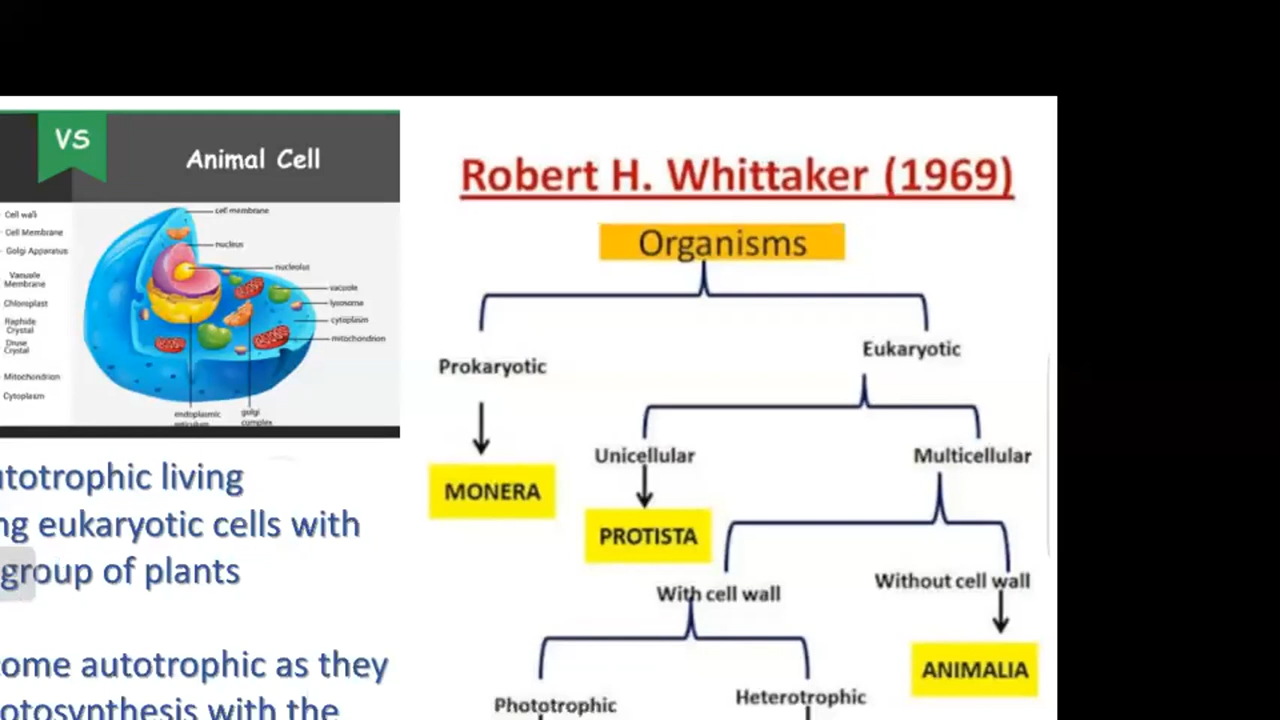 VS
Animal Cell
Cell wall
Cell Membrane
Golgi Apparatus
Vacuole
Membrane
Chloroplast
Raphide
Crystal
Druse
Crystal
Mitochondrion
Cytoplasm
cell membrane
nucleus
nucleolus
vacuole
lysosome
cytoplasm
mitochondrion
endoplasmic
reticulum
golgi
complex
utotrophic living
ng eukaryotic cells with
group of plants
ome autotrophic as they
otosynthesis with the
Robert H. Whittaker (1969)
Organisms
Prokaryotic
Eukaryotic
MONERA
Unicellular
Multicellular
PROTISTA
With cell wall
Without cell wall
ANIMALIA
Phototrophic
Heterotrophic